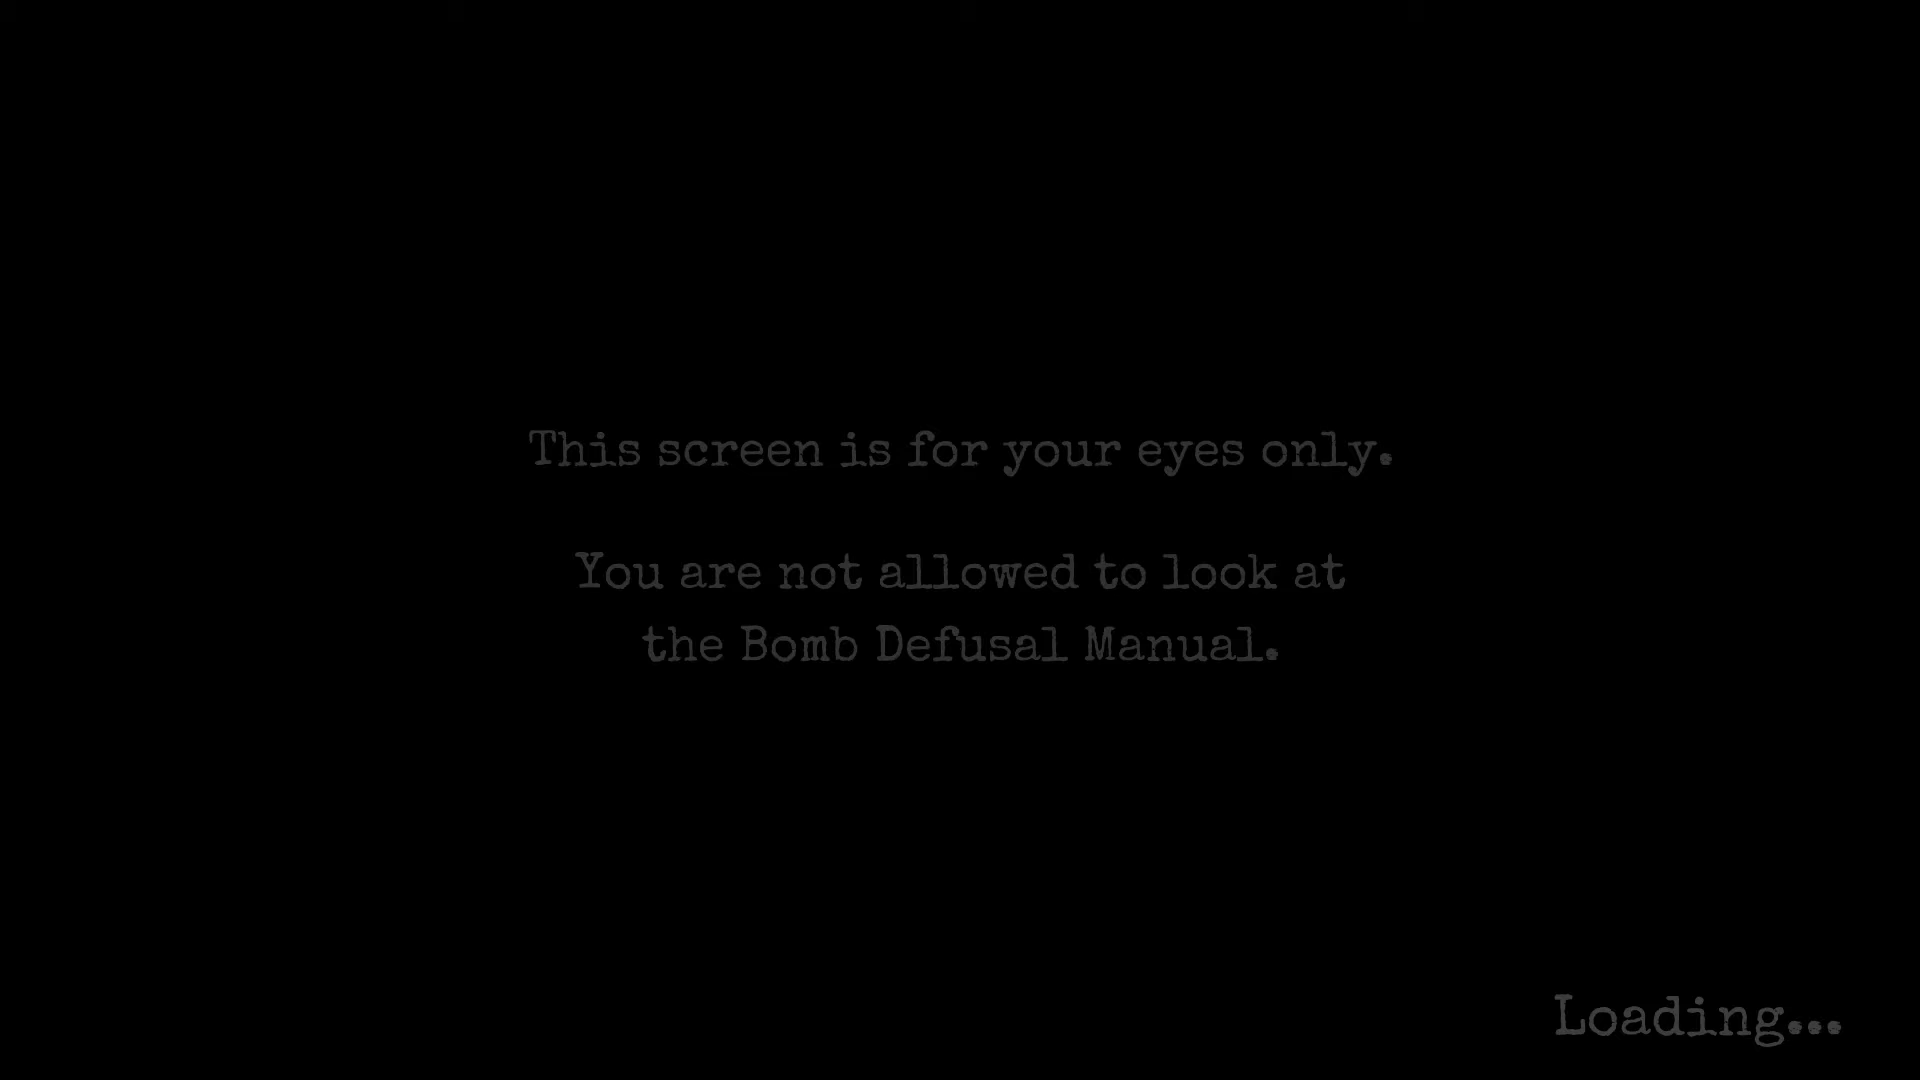 This screen is for your eyes only.
You are not allowed to look at
the Bomb Defusal Manual.
Loading...